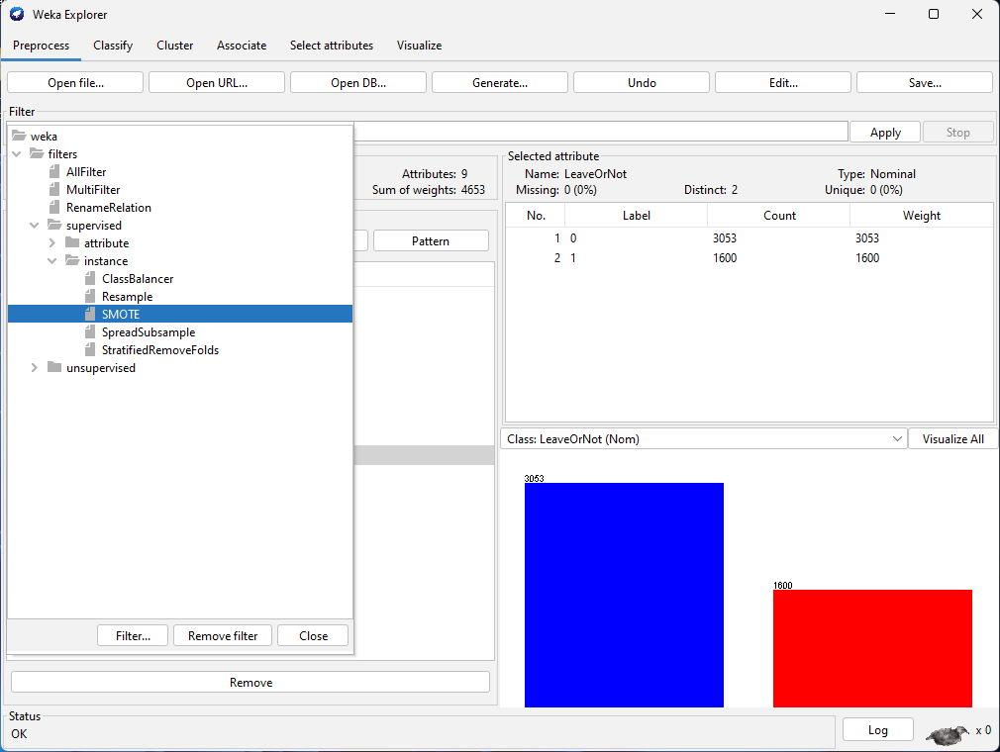 Weka Explorer
Preprocess Classify Cluster Associate Select attributes Visualize
Open file... Open URL... Open DB... Generate... Undo Edit... Save...
Filter
Apply Stop
weka
filters
AllFilter
MultiFilter
RenameRelation
supervised
attribute
instance
ClassBalancer
Resample
SMOTE
SpreadSubsample
StratifiedRemoveFolds
unsupervised
Filter... Remove filter Close
Attributes: 9
Sum of weights: 4653
Pattern
Remove
Selected attribute
Name: LeaveOrNot Type: Nominal
Missing: 0 (0%) Distinct: 2 Unique: 0 (0%)
No. Label Count Weight
1 0 3053 3053
2 1 1600 1600
Class: LeaveOrNot (Nom) Visualize All
3053
1600
Status
OK
Log x 0